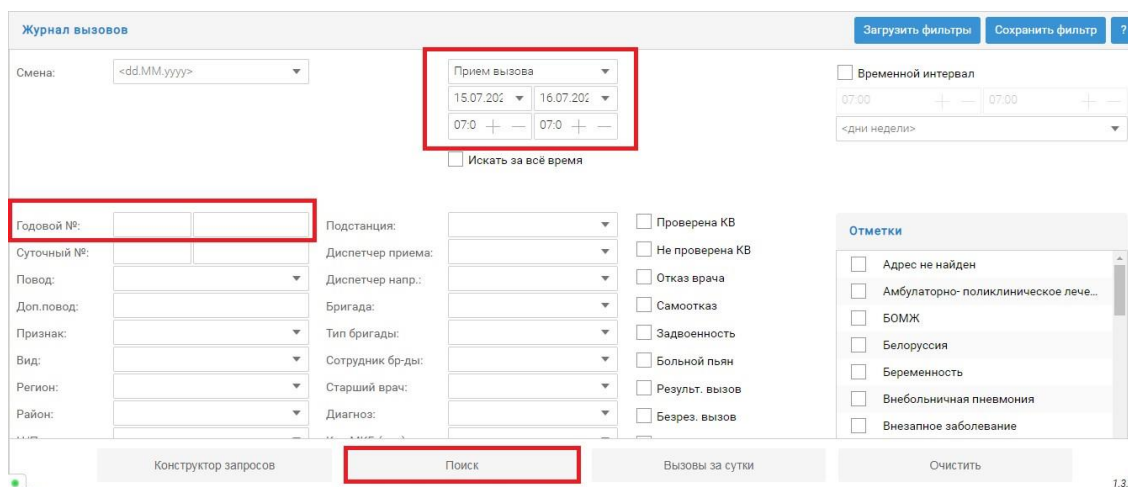 Журнал вызовов Загрузить фильтры Сохранить фильтр ?
Смена: <dd.MM.yyyy> Прием вызова Временной интервал
15.07.202 16.07.202 07:00 07:00
07:0 07:0 <дни недели>
Искать за всё время
Годовой №: Подстанция: Проверена КВ Отметки
Суточный №: Диспетчер приема: Не проверена КВ Адрес не найден
Повод: Диспетчер напр.: Отказ врача Амбулаторно- поликлиническое лече...
Доп.повод: Бригада: Самоотказ БОМЖ
Признак: Тип бригады: Задвоенность Белоруссия
Вид: Сотрудник бр-ды: Больной пьян Беременность
Регион: Старший врач: Результ. вызов Внебольничная пневмония
Район: Диагноз: Безрез. вызов Внезапное заболевание
Конструктор запросов Поиск Вызовы за сутки Очистить
1.3.